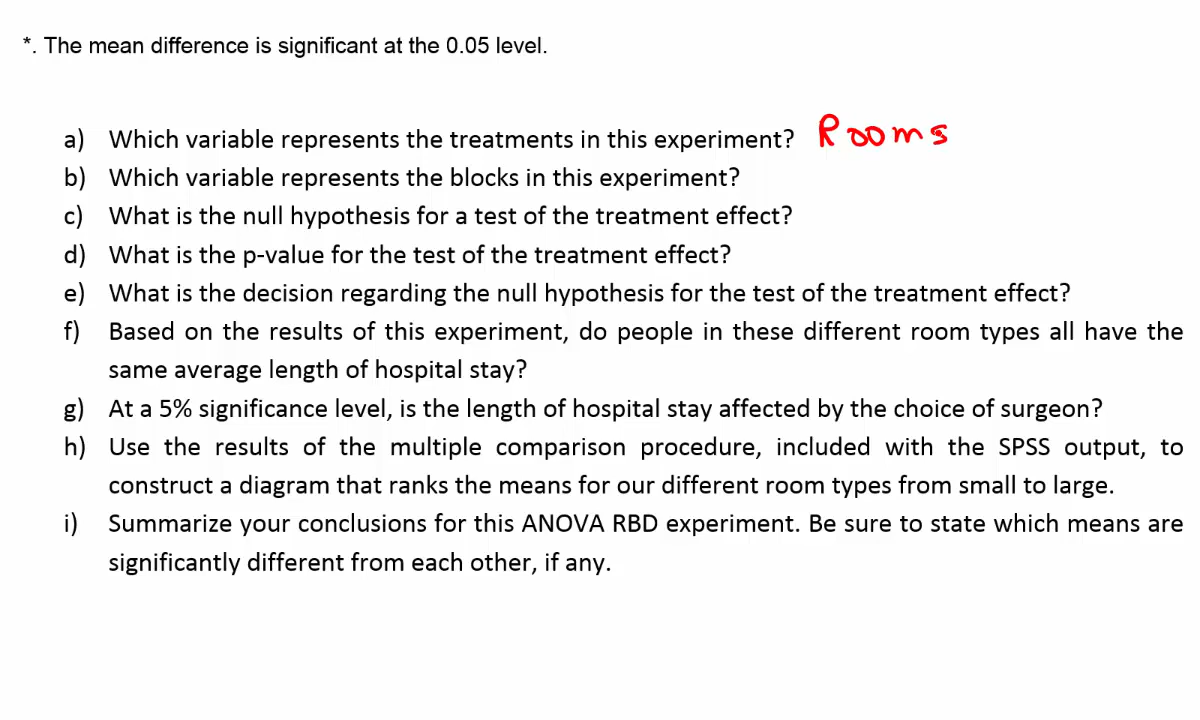 *. The mean difference is significant at the 0.05 level.
a) Which variable represents the treatments in this experiment? Rooms
b) Which variable represents the blocks in this experiment?
c) What is the null hypothesis for a test of the treatment effect?
d) What is the p-value for the test of the treatment effect?
e) What is the decision regarding the null hypothesis for the test of the treatment effect?
f) Based on the results of this experiment, do people in these different room types all have the
same average length of hospital stay?
g) At a 5% significance level, is the length of hospital stay affected by the choice of surgeon?
h) Use the results of the multiple comparison procedure, included with the SPSS output, to
construct a diagram that ranks the means for our different room types from small to large.
i) Summarize your conclusions for this ANOVA RBD experiment. Be sure to state which means are
significantly different from each other, if any.